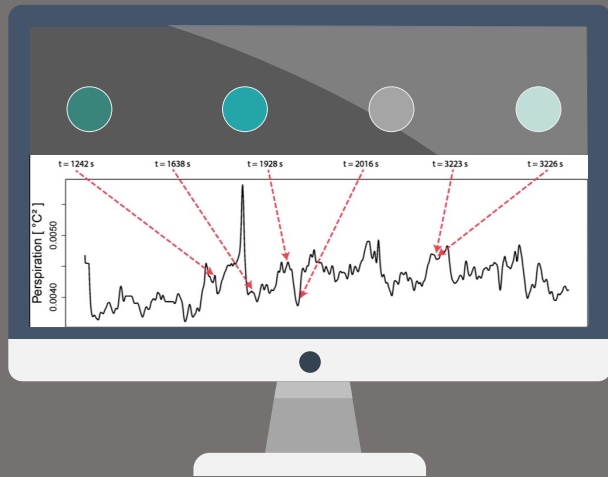 t = 1242 s t = 1638 s t = 1928 s t = 2016 s t = 3223 s t = 3226 s
Perspiration [ °C² ]
0.0050
0.0040